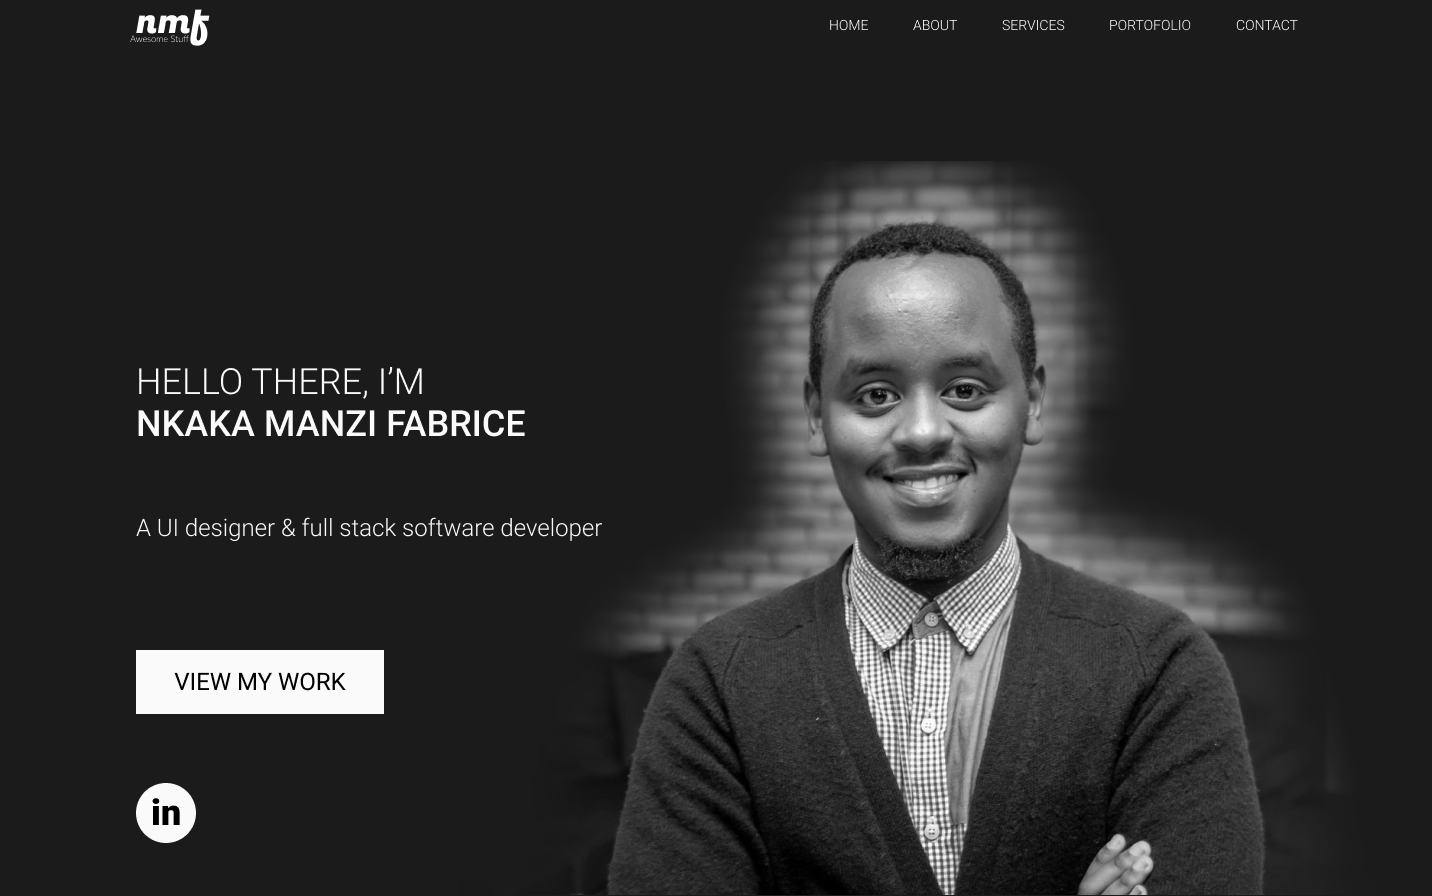 nmf
Awesome Stuff
HOME ABOUT SERVICES PORTOFOLIO CONTACT
HELLO THERE, I’M
NKAKA MANZI FABRICE
A UI designer & full stack software developer
VIEW MY WORK
in